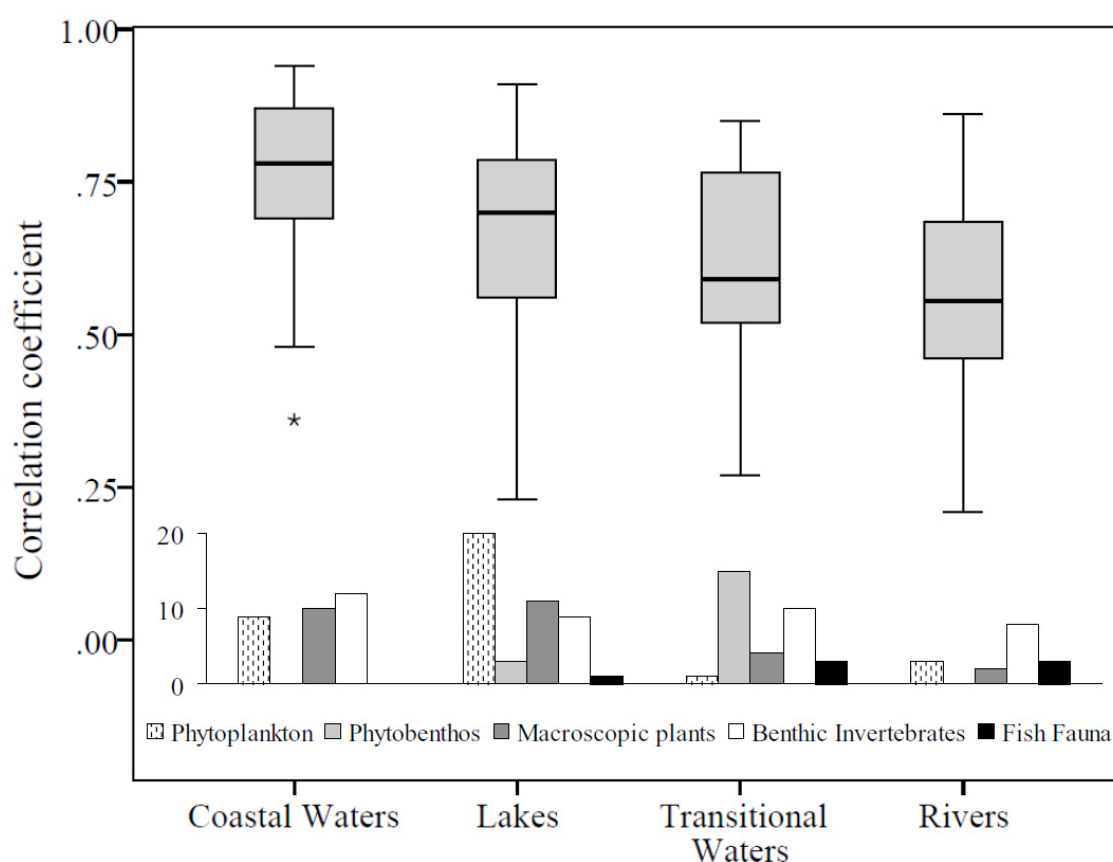 1.00
.75
.50
.25
.00
Correlation coefficient
20
10
0
Phytoplankton Phytobenthos Macroscopic plants Benthic Invertebrates Fish Fauna
Coastal Waters Lakes Transitional Rivers
Waters